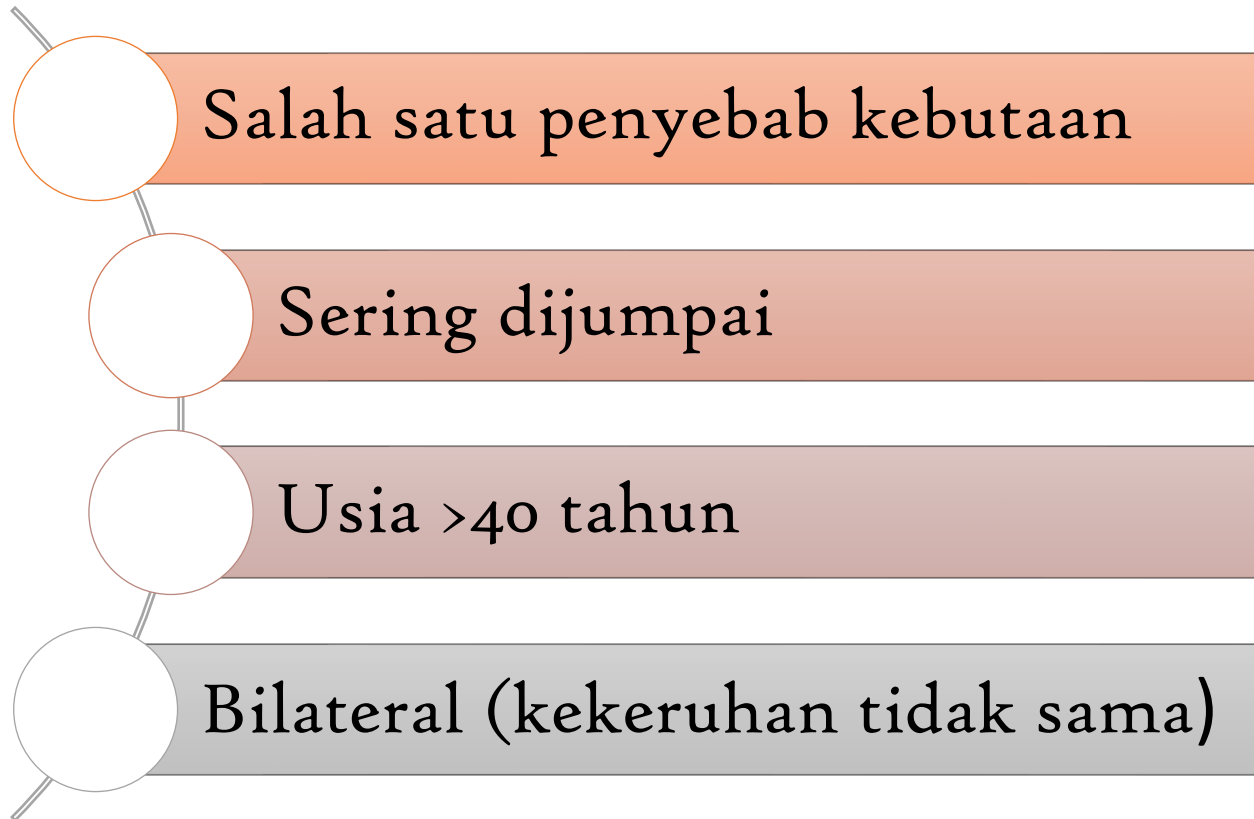 Salah satu penyebab kebutaan
Sering dijumpai
Usia >40 tahun
Bilateral (kekeruhan tidak sama)